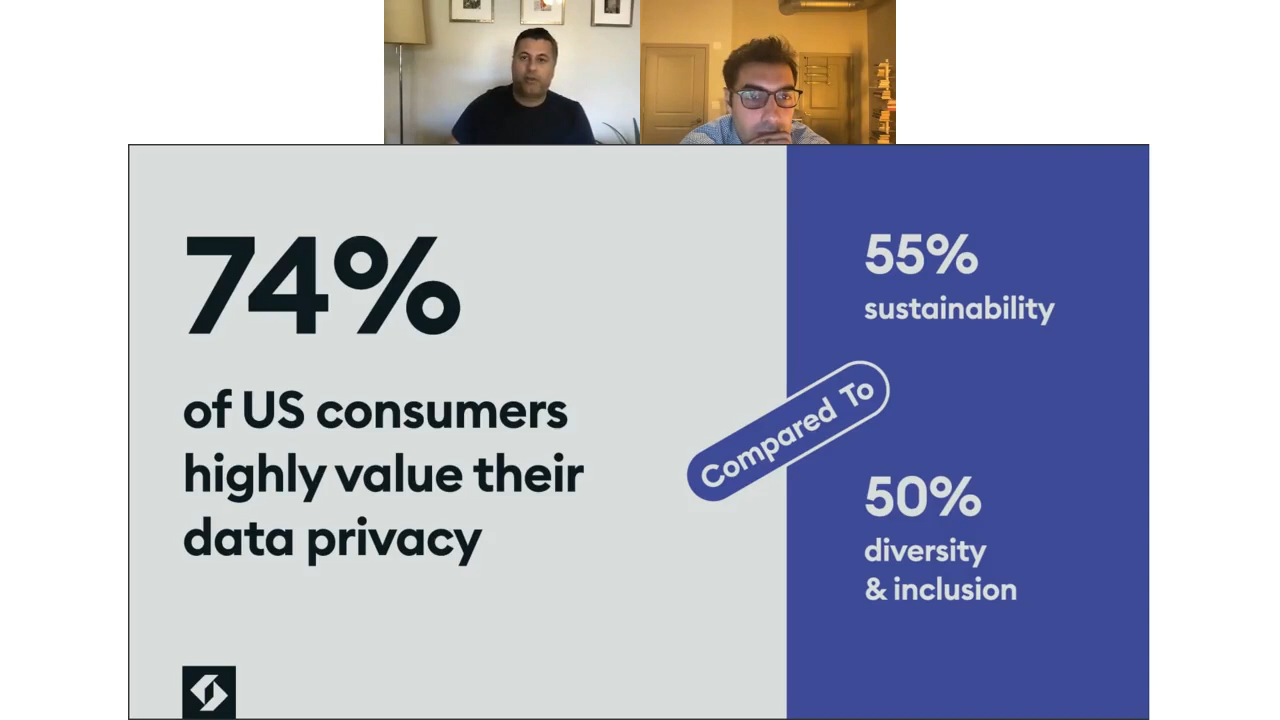 74%
of US consumers
highly value their
data privacy
Compared To
55%
sustainability
50%
diversity
& inclusion